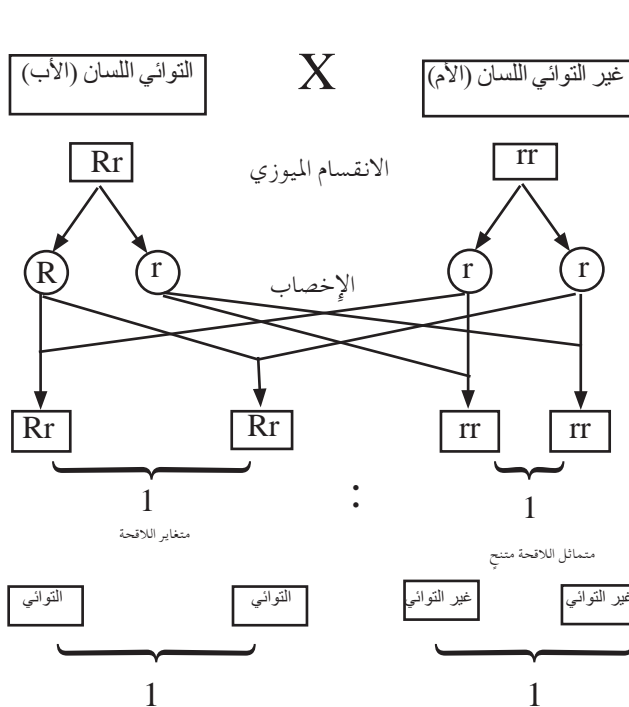 غير التوائي اللسان (الأم) X التوائي اللسان (الأب)
rr الانقسام الميوزي Rr
R r r r
الإخصاب
Rr Rr rr rr
1 : 1
متغاير اللاقحة
متماثل اللاقحة متنحٍ
التوائي التوائي غير التوائي غير التوائي
1 1